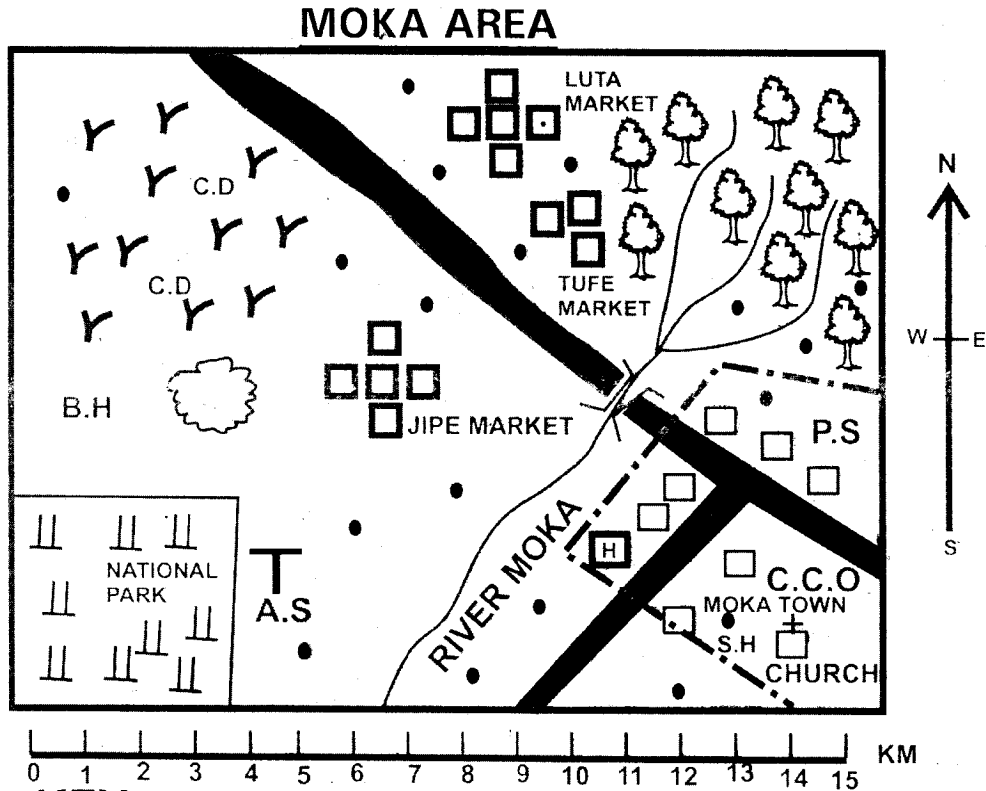 MOKA AREA
LUTA
MARKET
C.D
C.D
TUFE
MARKET
N
W
E
S
B.H
JIPE MARKET
P.S
RIVER MOKA
H
NATIONAL
PARK
A.S
C.C.O
MOKA TOWN
S.H
CHURCH
0 1 2 3 4 5 6 7 8 9 10 11 12 13 14 15
KM